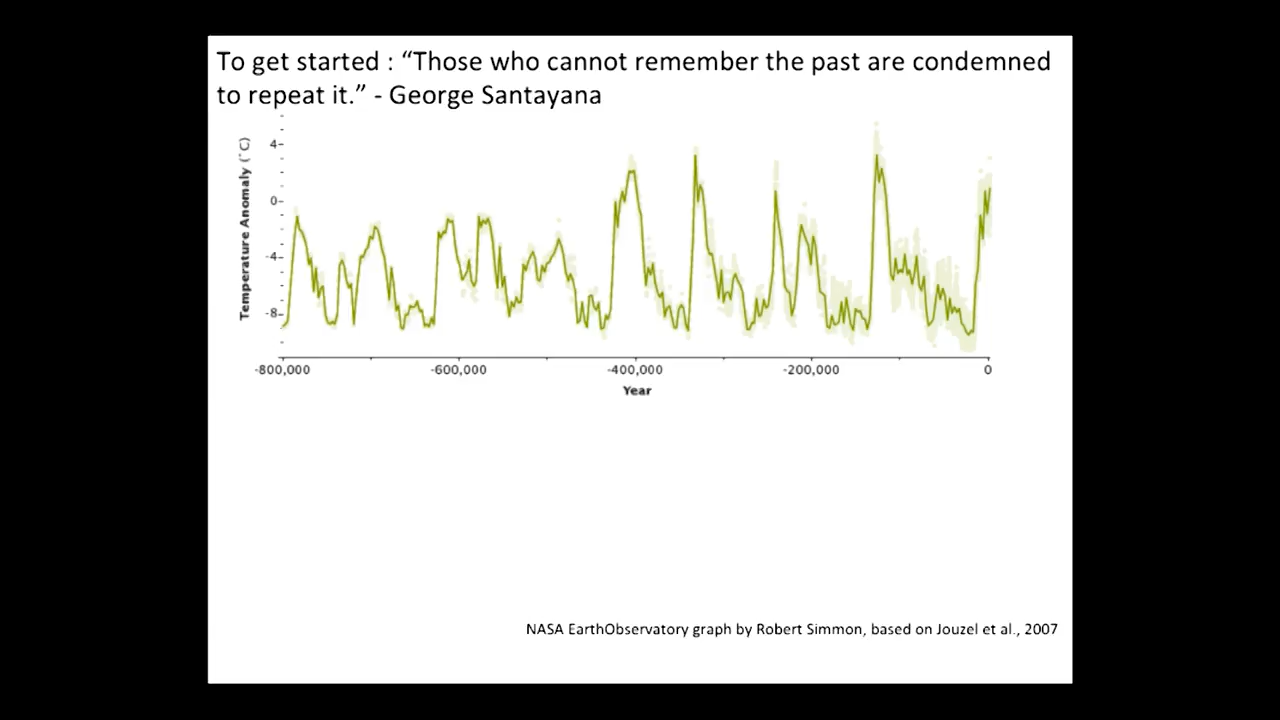 To get started : “Those who cannot remember the past are condemned
to repeat it.” - George Santayana
Temperature Anomaly (˚C)
4
0
-4
-8
-800,000
-600,000
-400,000
-200,000
0
Year
NASA EarthObservatory graph by Robert Simmon, based on Jouzel et al., 2007